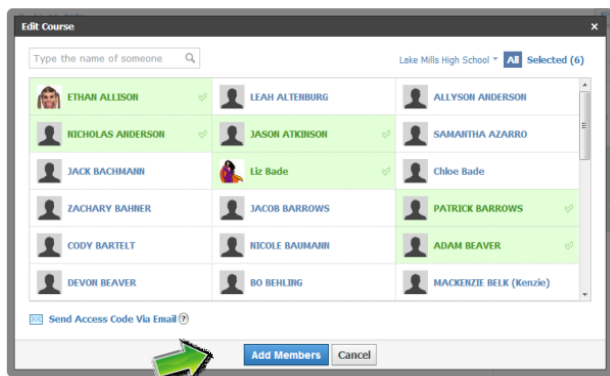 Edit Course ×
Type the name of someone Lake Mills High School All Selected (6)
ETHAN ALLISON LEAH ALTENBURG ALLYSON ANDERSON
NICHOLAS ANDERSON JASON ATKINSON SAMANTHA AZARRO
JACK BACHMANN Liz Bade Chloe Bade
ZACHARY BAHNER JACOB BARROWS PATRICK BARROWS
CODY BARTELT NICOLE BAUMANN ADAM BEAVER
DEVON BEAVER BO BEHLING MACKENZIE BELK (Kenzie)
Send Access Code Via Email ?
Add Members Cancel